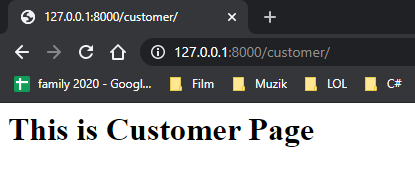 127.0.0.1:8000/customer/
127.0.0.1:8000/customer/
family 2020 - Googl... Film Muzik LOL C#
This is Customer Page